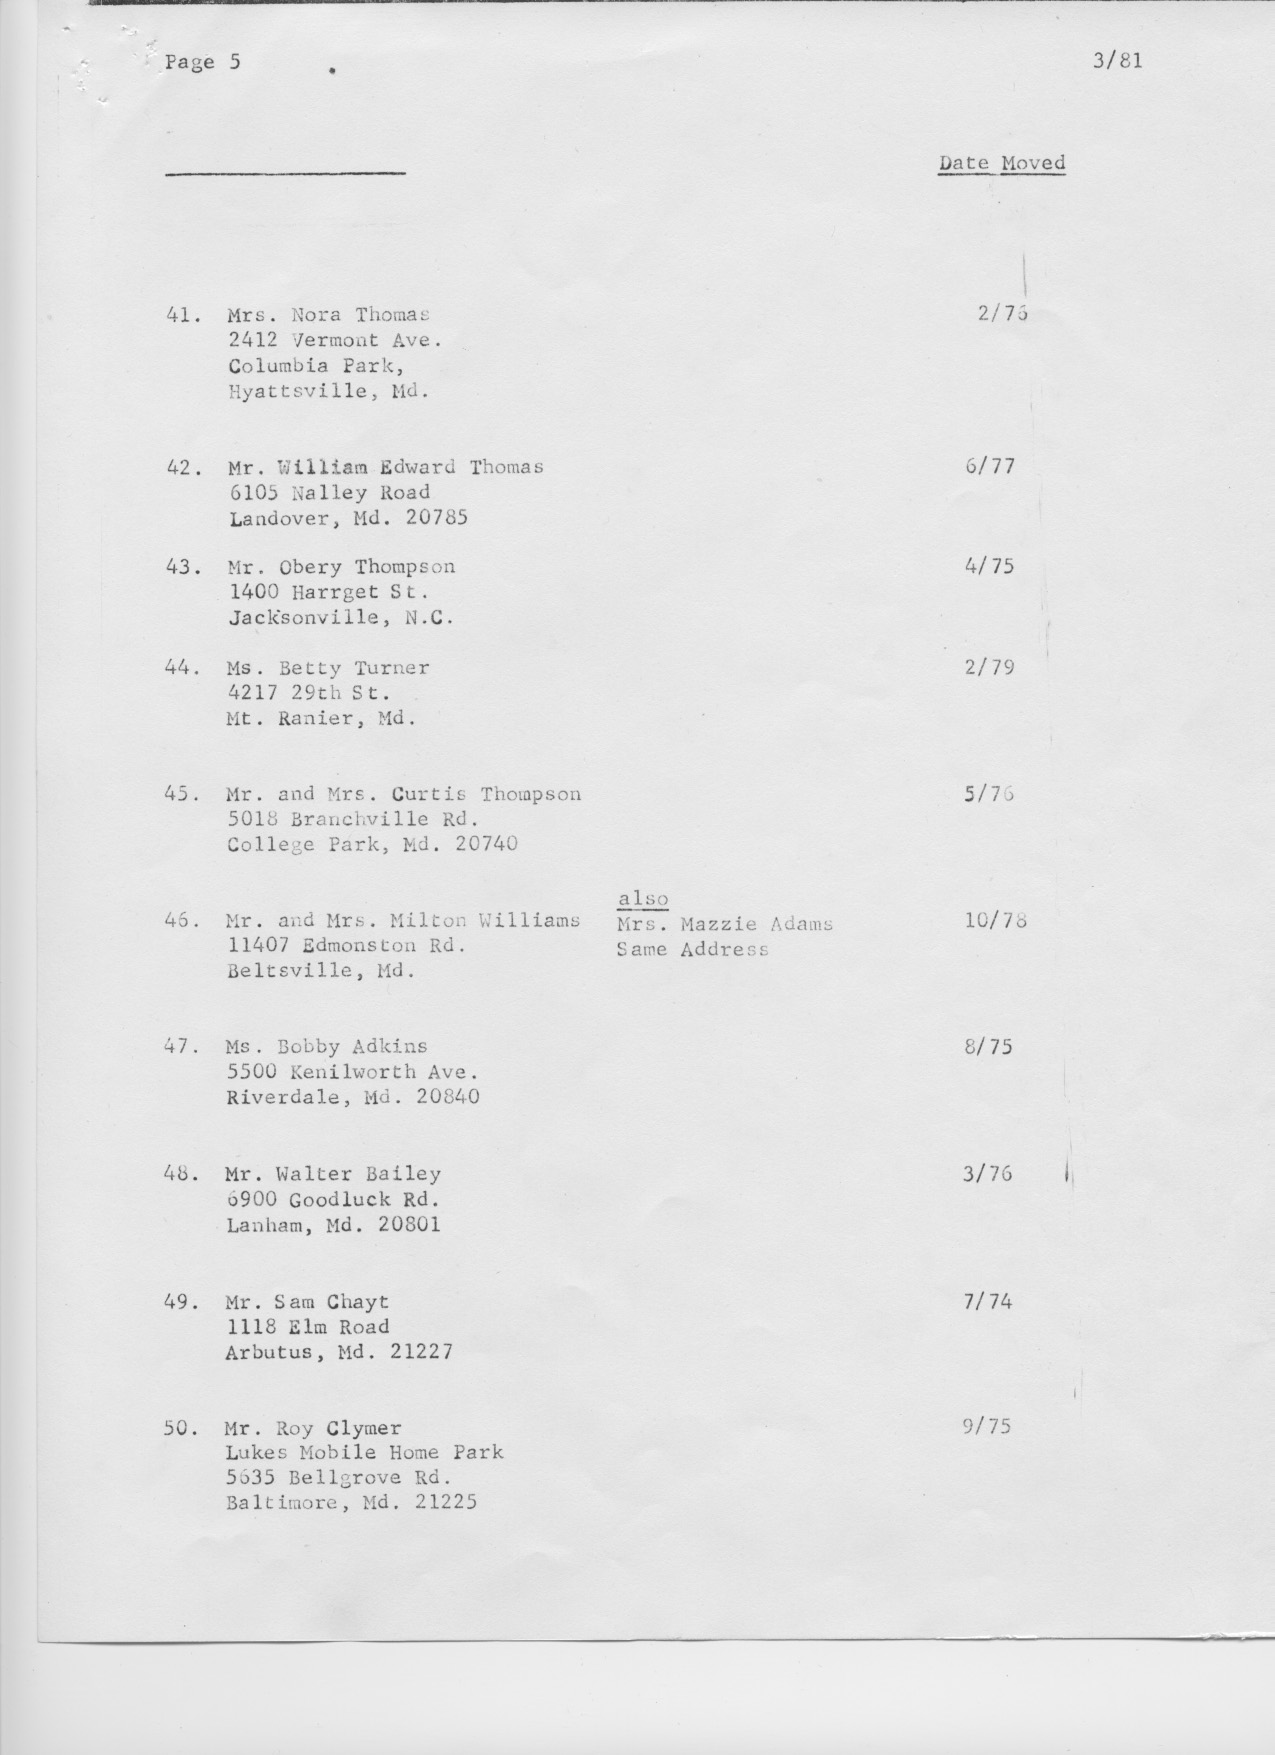 Page 5
3/81
Date Moved
41. Mrs. Nora Thomas 2/76
2412 Vermont Ave.
Columbia Park,
Hyattsville, Md.
42. Mr. William Edward Thomas 6/77
6105 Nalley Road
Landover, Md. 20785
43. Mr. Obery Thompson 4/75
1400 Harrget St.
Jacksonville, N.C.
44. Ms. Betty Turner 2/79
4217 29th St.
Mt. Ranier, Md.
45. Mr. and Mrs. Curtis Thompson 5/76
5018 Branchville Rd.
College Park, Md. 20740
also
46. Mr. and Mrs. Milton Williams Mrs. Mazzie Adams 10/78
11407 Edmonston Rd. Same Address
Beltsville, Md.
47. Ms. Bobby Adkins 8/75
5500 Kenilworth Ave.
Riverdale, Md. 20840
48. Mr. Walter Bailey 3/76
6900 Goodluck Rd.
Lanham, Md. 20801
49. Mr. Sam Chayt 7/74
1118 Elm Road
Arbutus, Md. 21227
50. Mr. Roy Clymer 9/75
Lukes Mobile Home Park
5635 Bellgrove Rd.
Baltimore, Md. 21225